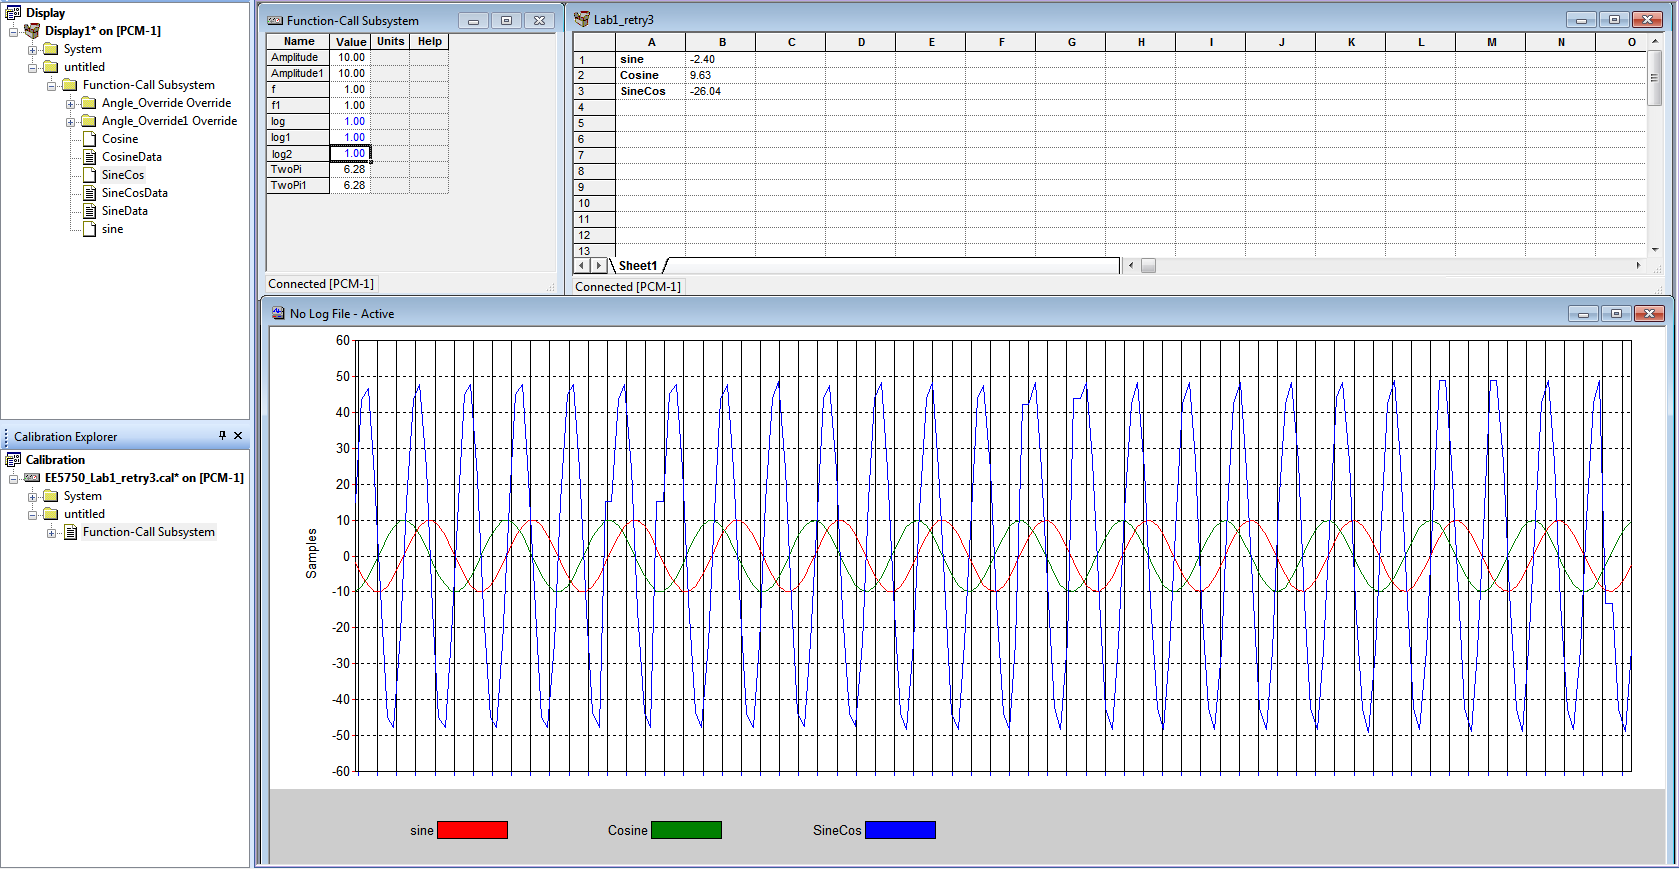 Display
Display1* on [PCM-1]
System
untitled
Function-Call Subsystem
Angle_Override Override
Angle_Override1 Override
Cosine
CosineData
SineCos
SineCosData
SineData
sine
Calibration Explorer
Calibration
EE5750_Lab1_retry3.cal* on [PCM-1]
System
untitled
Function-Call Subsystem
Function-Call Subsystem
Name Value Units Help
Amplitude 10.00
Amplitude1 10.00
f 1.00
f1 1.00
log 1.00
log1 1.00
log2 1.00
TwoPi 6.28
TwoPi1 6.28
Connected [PCM-1]
Lab1_retry3
A B C D E F G H I J K L M N O
1 sine -2.40
2 Cosine 9.63
3 SineCos -26.04
4
5
6
7
8
9
10
11
12
13
Sheet1
Connected [PCM-1]
No Log File - Active
60
50
40
30
20
10
0
-10
-20
-30
-40
-50
-60
Samples
sine Cosine SineCos